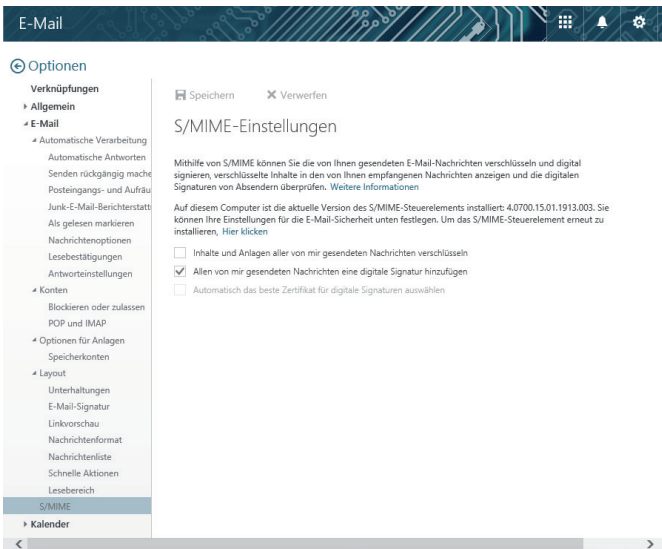 E-Mail
Optionen
Verknüpfungen
Allgemein
E-Mail
Automatische Verarbeitung
Automatische Antworten
Senden rückgängig mache
Posteingangs- und Aufräu
Junk-E-Mail-Berichterstatt
Als gelesen markieren
Nachrichtenoptionen
Lesebestätigungen
Antworteinstellungen
Konten
Blockieren oder zulassen
POP und IMAP
Optionen für Anlagen
Speicherkonten
Layout
Unterhaltungen
E-Mail-Signatur
Linkvorschau
Nachrichtenformat
Nachrichtenliste
Schnelle Aktionen
Lesebereich
S/MIME
Kalender
Speichern Verwerfen
S/MIME-Einstellungen
Mithilfe von S/MIME können Sie die von Ihnen gesendeten E-Mail-Nachrichten verschlüsseln und digital
signieren, verschlüsselte Inhalte in den von Ihnen empfangenen Nachrichten anzeigen und die digitalen
Signaturen von Absendern überprüfen. Weitere Informationen
Auf diesem Computer ist die aktuelle Version des S/MIME-Steuerelements installiert: 4.0700.15.01.1913.003. Sie
können Ihre Einstellungen für die E-Mail-Sicherheit unten festlegen. Um das S/MIME-Steuerelement erneut zu
installieren, Hier klicken
Inhalte und Anlagen aller von mir gesendeten Nachrichten verschlüsseln
Allen von mir gesendeten Nachrichten eine digitale Signatur hinzufügen
Automatisch das beste Zertifikat für digitale Signaturen auswählen